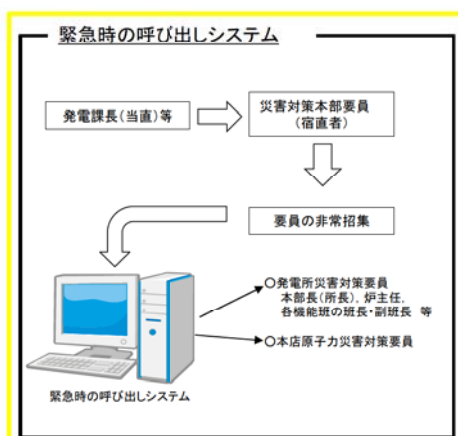 緊急時の呼び出しシステム
発電課長(当直)等
災害対策本部要員
(宿直者)
要員の非常招集
〇発電所災害対策要員
本部長(所長),炉主任,
各機能班の班長・副班長 等
〇本店原子力災害対策要員
緊急時の呼び出しシステム